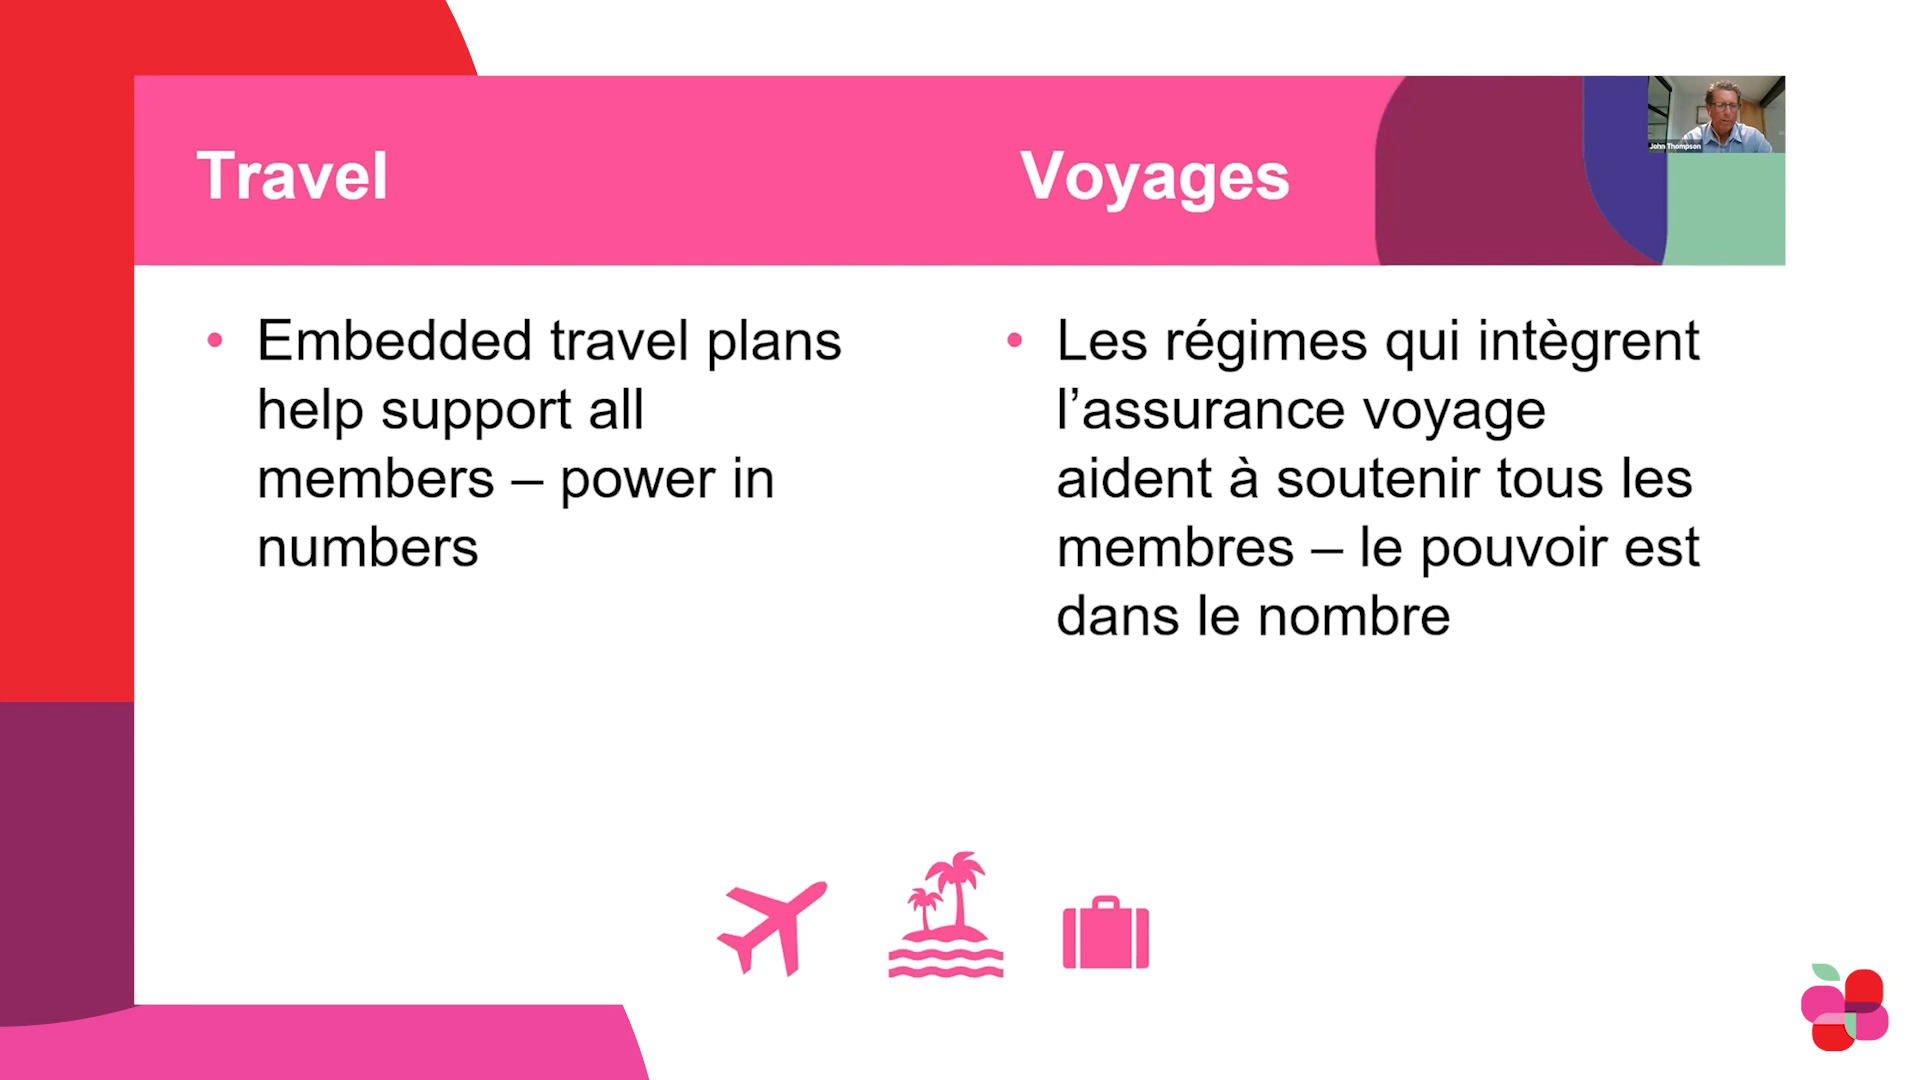 Travel
Voyages
John Thompson
Embedded travel plans
help support all
members – power in
numbers
Les régimes qui intègrent
l’assurance voyage
aident à soutenir tous les
membres – le pouvoir est
dans le nombre